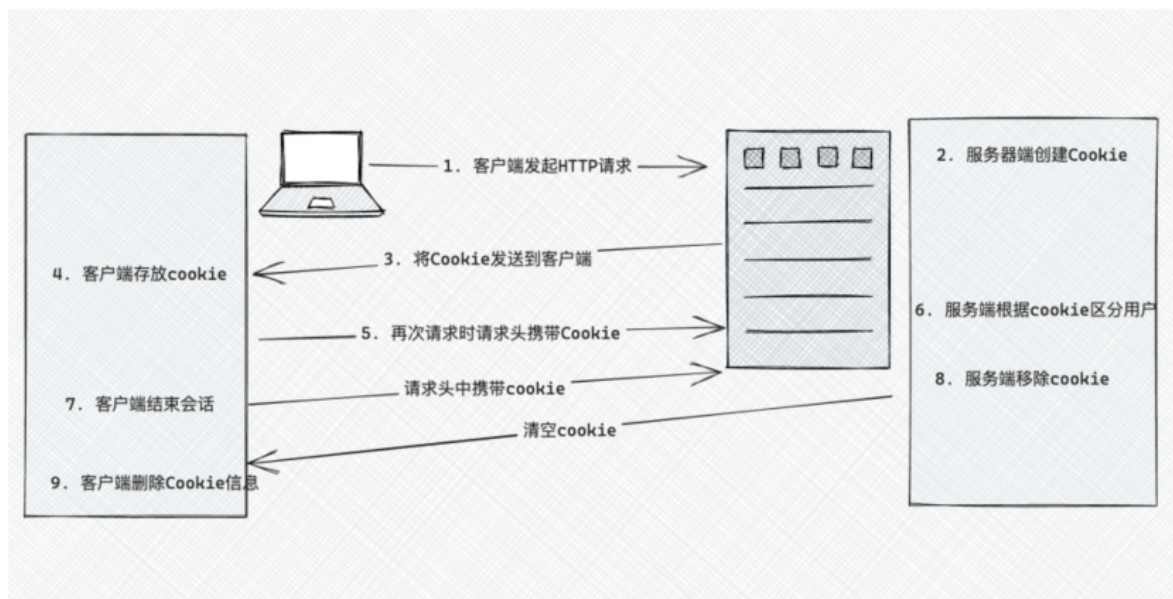 1. 客户端发起HTTP请求
2. 服务器端创建Cookie
3. 将Cookie发送到客户端
4. 客户端存放cookie
5. 再次请求时请求头携带Cookie
6. 服务端根据cookie区分用户
7. 客户端结束会话
请求头中携带cookie
8. 服务端移除cookie
清空cookie
9. 客户端删除Cookie信息